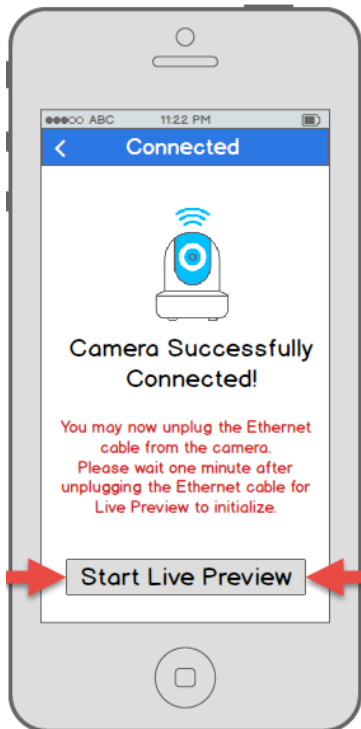 ABC 11:22 PM
Connected
Camera Successfully
Connected!
You may now unplug the Ethernet
cable from the camera.
Please wait one minute after
unplugging the Ethernet cable for
Live Preview to initialize.
Start Live Preview